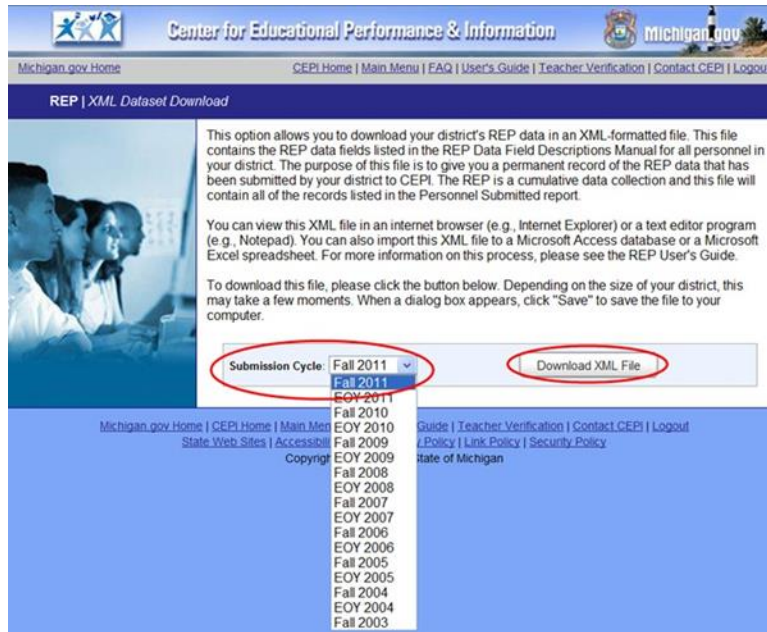 Center for Educational Performance & Information
Michigan.gov
Michigan.gov Home
CEPI Home | Main Menu | FAQ | User's Guide | Teacher Verification | Contact CEPI | Logou
REP | XML Dataset Download
This option allows you to download your district's REP data in an XML-formatted file. This file
contains the REP data fields listed in the REP Data Field Descriptions Manual for all personnel in
your district. The purpose of this file is to give you a permanent record of the REP data that has
been submitted by your district to CEPI. The REP is a cumulative data collection and this file will
contain all of the records listed in the Personnel Submitted report.
You can view this XML file in an internet browser (e.g., Internet Explorer) or a text editor program
(e.g., Notepad). You can also import this XML file to a Microsoft Access database or a Microsoft
Excel spreadsheet. For more information on this process, please see the REP User's Guide.
To download this file, please click the button below. Depending on the size of your district, this
may take a few moments. When a dialog box appears, click "Save" to save the file to your
computer.
Submission Cycle: Fall 2011
Download XML File
Fall 2011
EOY 2011
Fall 2010
EOY 2010
Fall 2009
EOY 2009
Fall 2008
EOY 2008
Fall 2007
EOY 2007
Fall 2006
EOY 2006
Fall 2005
EOY 2005
Fall 2004
EOY 2004
Fall 2003
Michigan.gov Home | CEPI Home | Main Men Guide | Teacher Verification | Contact CEPI | Logout
State Web Sites | Accessibili Policy | Link Policy | Security Policy
Copyrigh State of Michigan